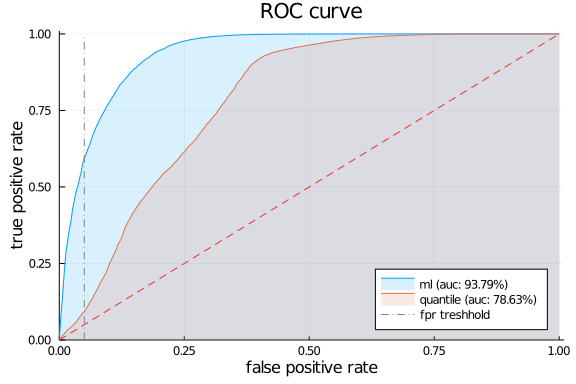 ROC curve
true positive rate
1.00
0.75
0.50
0.25
0.00
0.00
0.25
0.50
0.75
1.00
false positive rate
ml (auc: 93.79%)
quantile (auc: 78.63%)
fpr treshhold